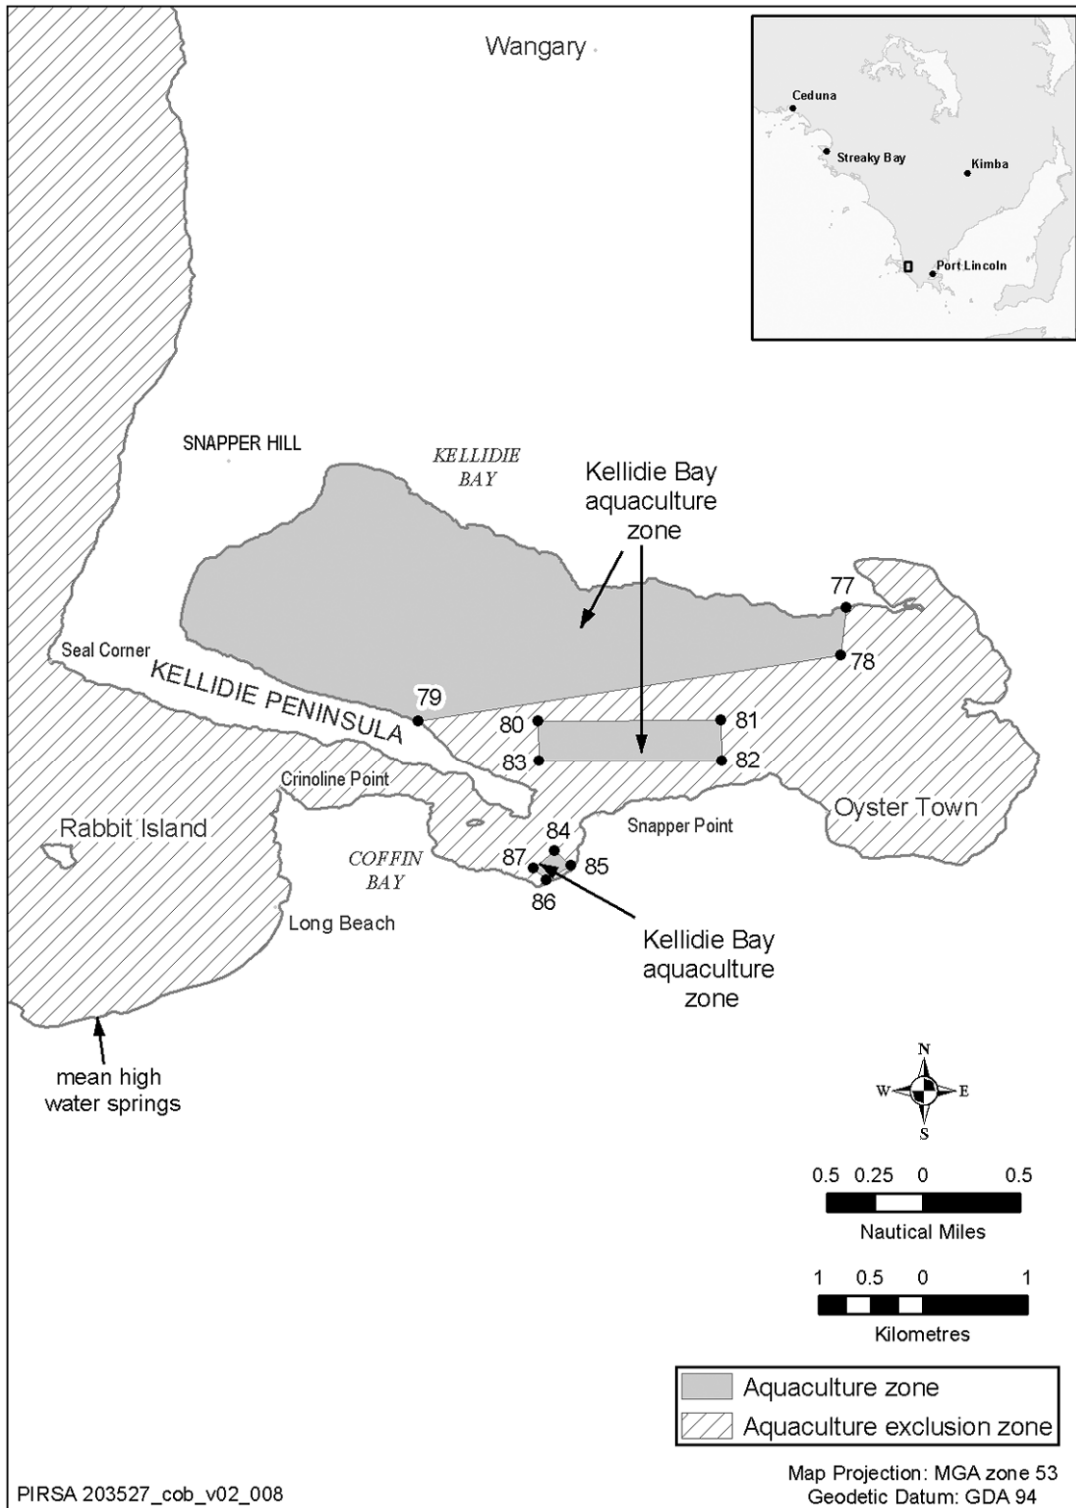 Wangary
Ceduna
Streaky Bay
Kimba
Port Lincoln
SNAPPER HILL
KELLIDIE
BAY
Kellidie Bay
aquaculture
zone
77
78
Seal Corner
KELLIDIE PENINSULA
79
80
81
83
82
Crinoline Point
Oyster Town
Rabbit Island
Snapper Point
84
COFFIN
BAY
87
85
86
Long Beach
Kellidie Bay
aquaculture
zone
mean high
water springs
N
W
E
S
0.5 0.25 0 0.5
Nautical Miles
1 0.5 0 1
Kilometres
Aquaculture zone
Aquaculture exclusion zone
PIRSA 203527_cob_v02_008
Map Projection: MGA zone 53
Geodetic Datum: GDA 94